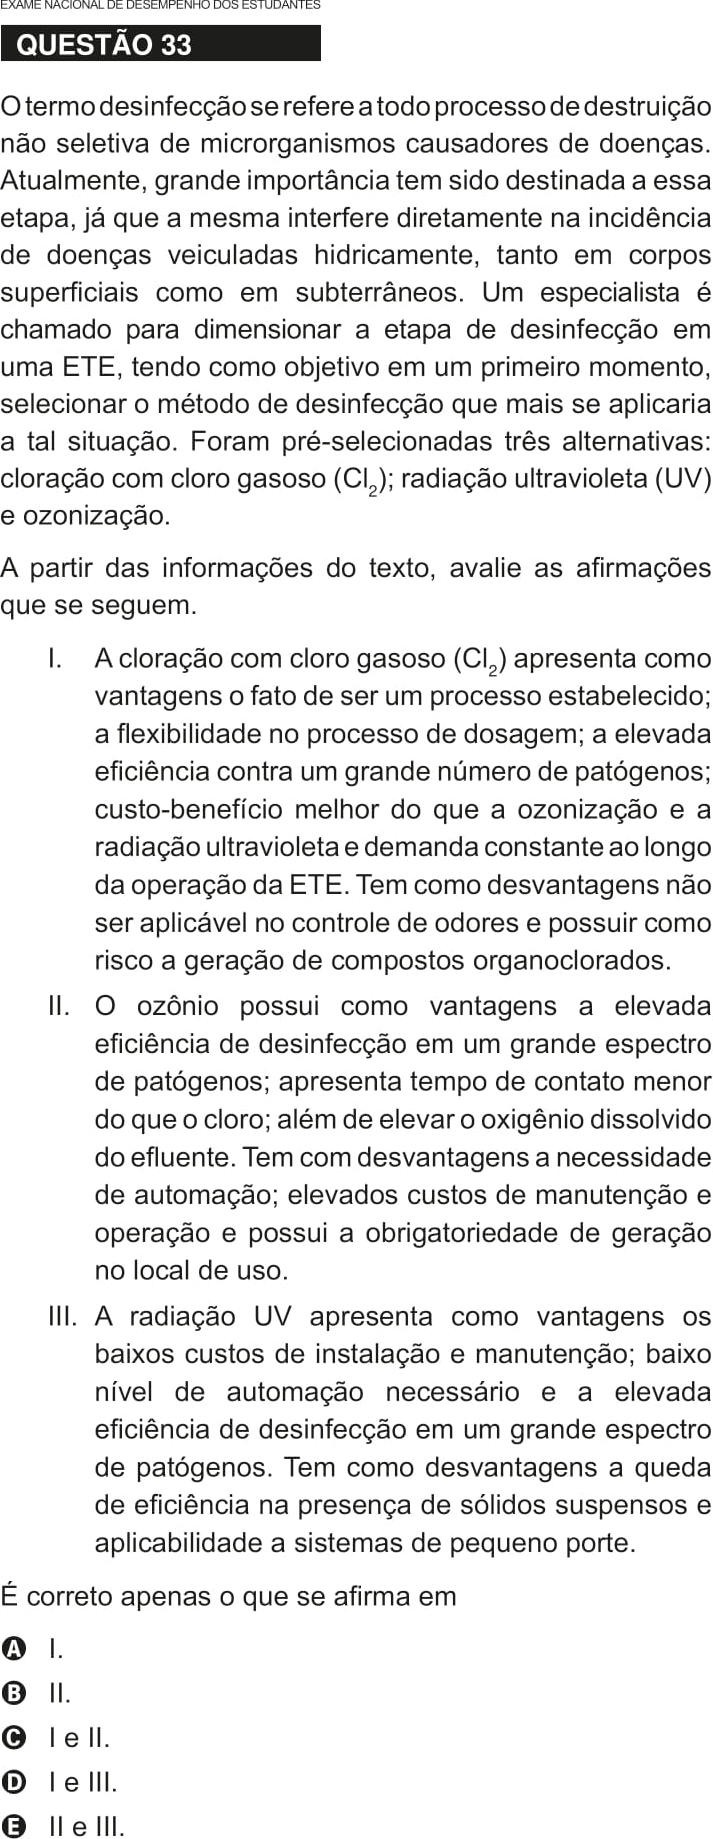 EXAME NACIONAL DE DESEMPENHO DOS ESTUDANTES
QUESTÃO 33
O termo desinfecção se refere a todo processo de destruição
não seletiva de microrganismos causadores de doenças.
Atualmente, grande importância tem sido destinada a essa
etapa, já que a mesma interfere diretamente na incidência
de doenças veiculadas hidricamente, tanto em corpos
superficiais como em subterrâneos. Um especialista é
chamado para dimensionar a etapa de desinfecção em
uma ETE, tendo como objetivo em um primeiro momento,
selecionar o método de desinfecção que mais se aplicaria
a tal situação. Foram pré-selecionadas três alternativas:
cloração com cloro gasoso (Cl₂); radiação ultravioleta (UV)
e ozonização.
A partir das informações do texto, avalie as afirmações
que se seguem.
I. A cloração com cloro gasoso (Cl₂) apresenta como
vantagens o fato de ser um processo estabelecido;
a flexibilidade no processo de dosagem; a elevada
eficiência contra um grande número de patógenos;
custo-benefício melhor do que a ozonização e a
radiação ultravioleta e demanda constante ao longo
da operação da ETE. Tem como desvantagens não
ser aplicável no controle de odores e possuir como
risco a geração de compostos organoclorados.
II. O ozônio possui como vantagens a elevada
eficiência de desinfecção em um grande espectro
de patógenos; apresenta tempo de contato menor
do que o cloro; além de elevar o oxigênio dissolvido
do efluente. Tem com desvantagens a necessidade
de automação; elevados custos de manutenção e
operação e possui a obrigatoriedade de geração
no local de uso.
III. A radiação UV apresenta como vantagens os
baixos custos de instalação e manutenção; baixo
nível de automação necessário e a elevada
eficiência de desinfecção em um grande espectro
de patógenos. Tem como desvantagens a queda
de eficiência na presença de sólidos suspensos e
aplicabilidade a sistemas de pequeno porte.
É correto apenas o que se afirma em
A I.
B II.
C I e II.
D I e III.
E II e III.